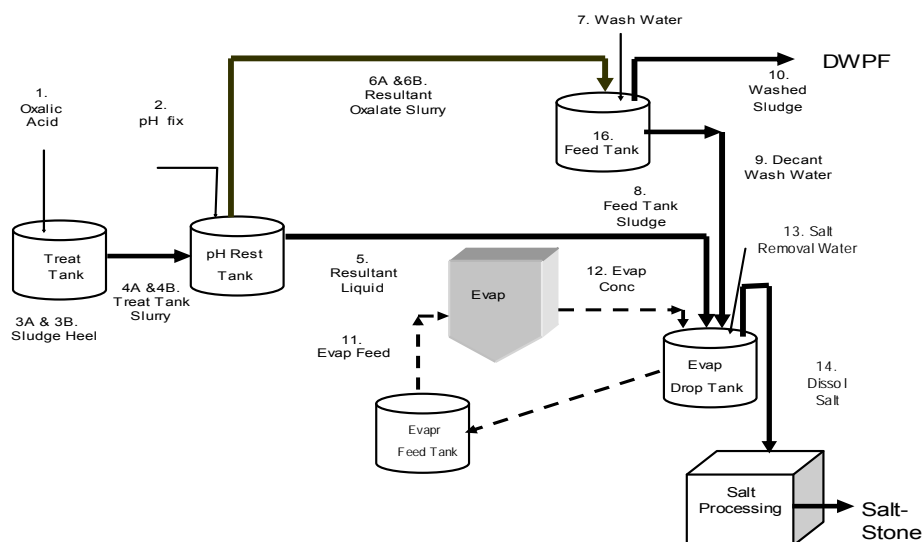 7. Wash Water
DWPF
10.
Washed
Sludge
6A &6B.
Resultant
Oxalate Slurry
1.
Oxalic
Acid
2.
pH fix
16.
Feed Tank
9. Decant
Wash Water
8.
Feed Tank
Sludge
13. Salt
Removal Water
Treat
Tank
pH Rest
Tank
4A &4B.
Treat Tank
Slurry
3A & 3B.
Sludge Heel
5.
Resultant
Liquid
Evap
12. Evap
Conc
11.
Evap Feed
Evap
Drop Tank
14.
Dissol
Salt
Evapr
Feed Tank
Salt
Processing
Salt-
Stone